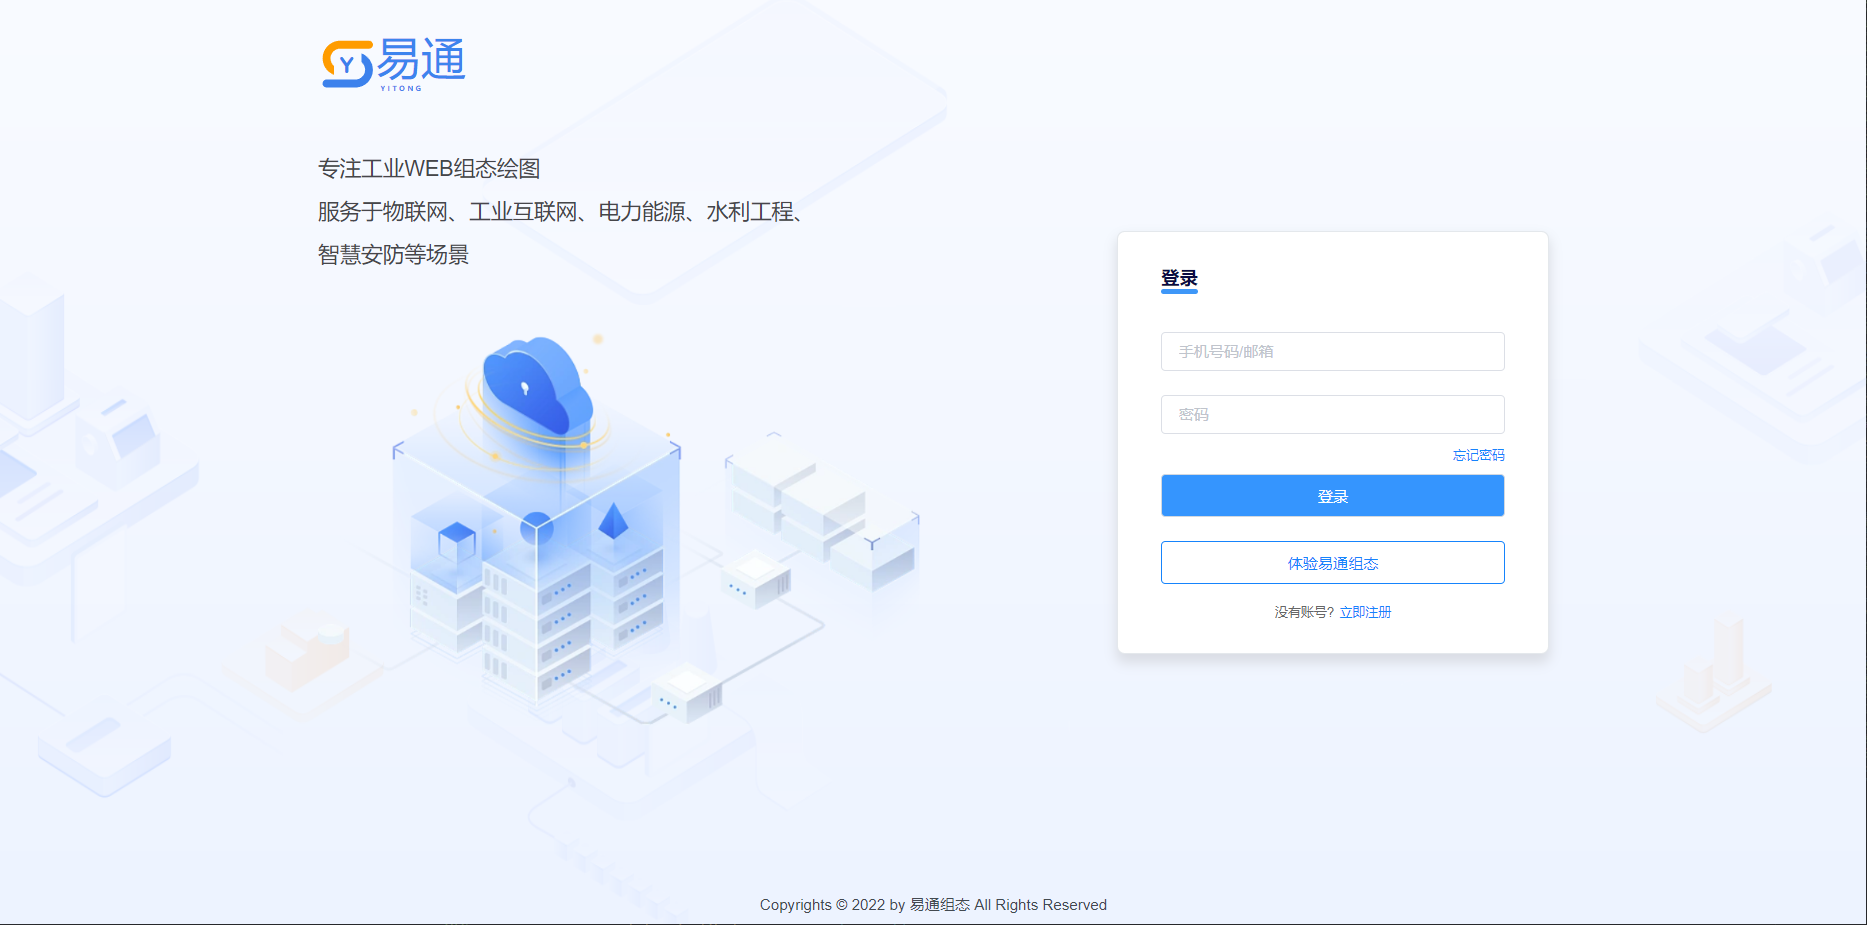 Y
易通
YITONG
专注工业WEB组态绘图
服务于物联网、工业互联网、电力能源、水利工程、
智慧安防等场景
登录
手机号码/邮箱
密码
忘记密码
登录
体验易通组态
没有账号? 立即注册
Copyrights © 2022 by 易通组态 All Rights Reserved